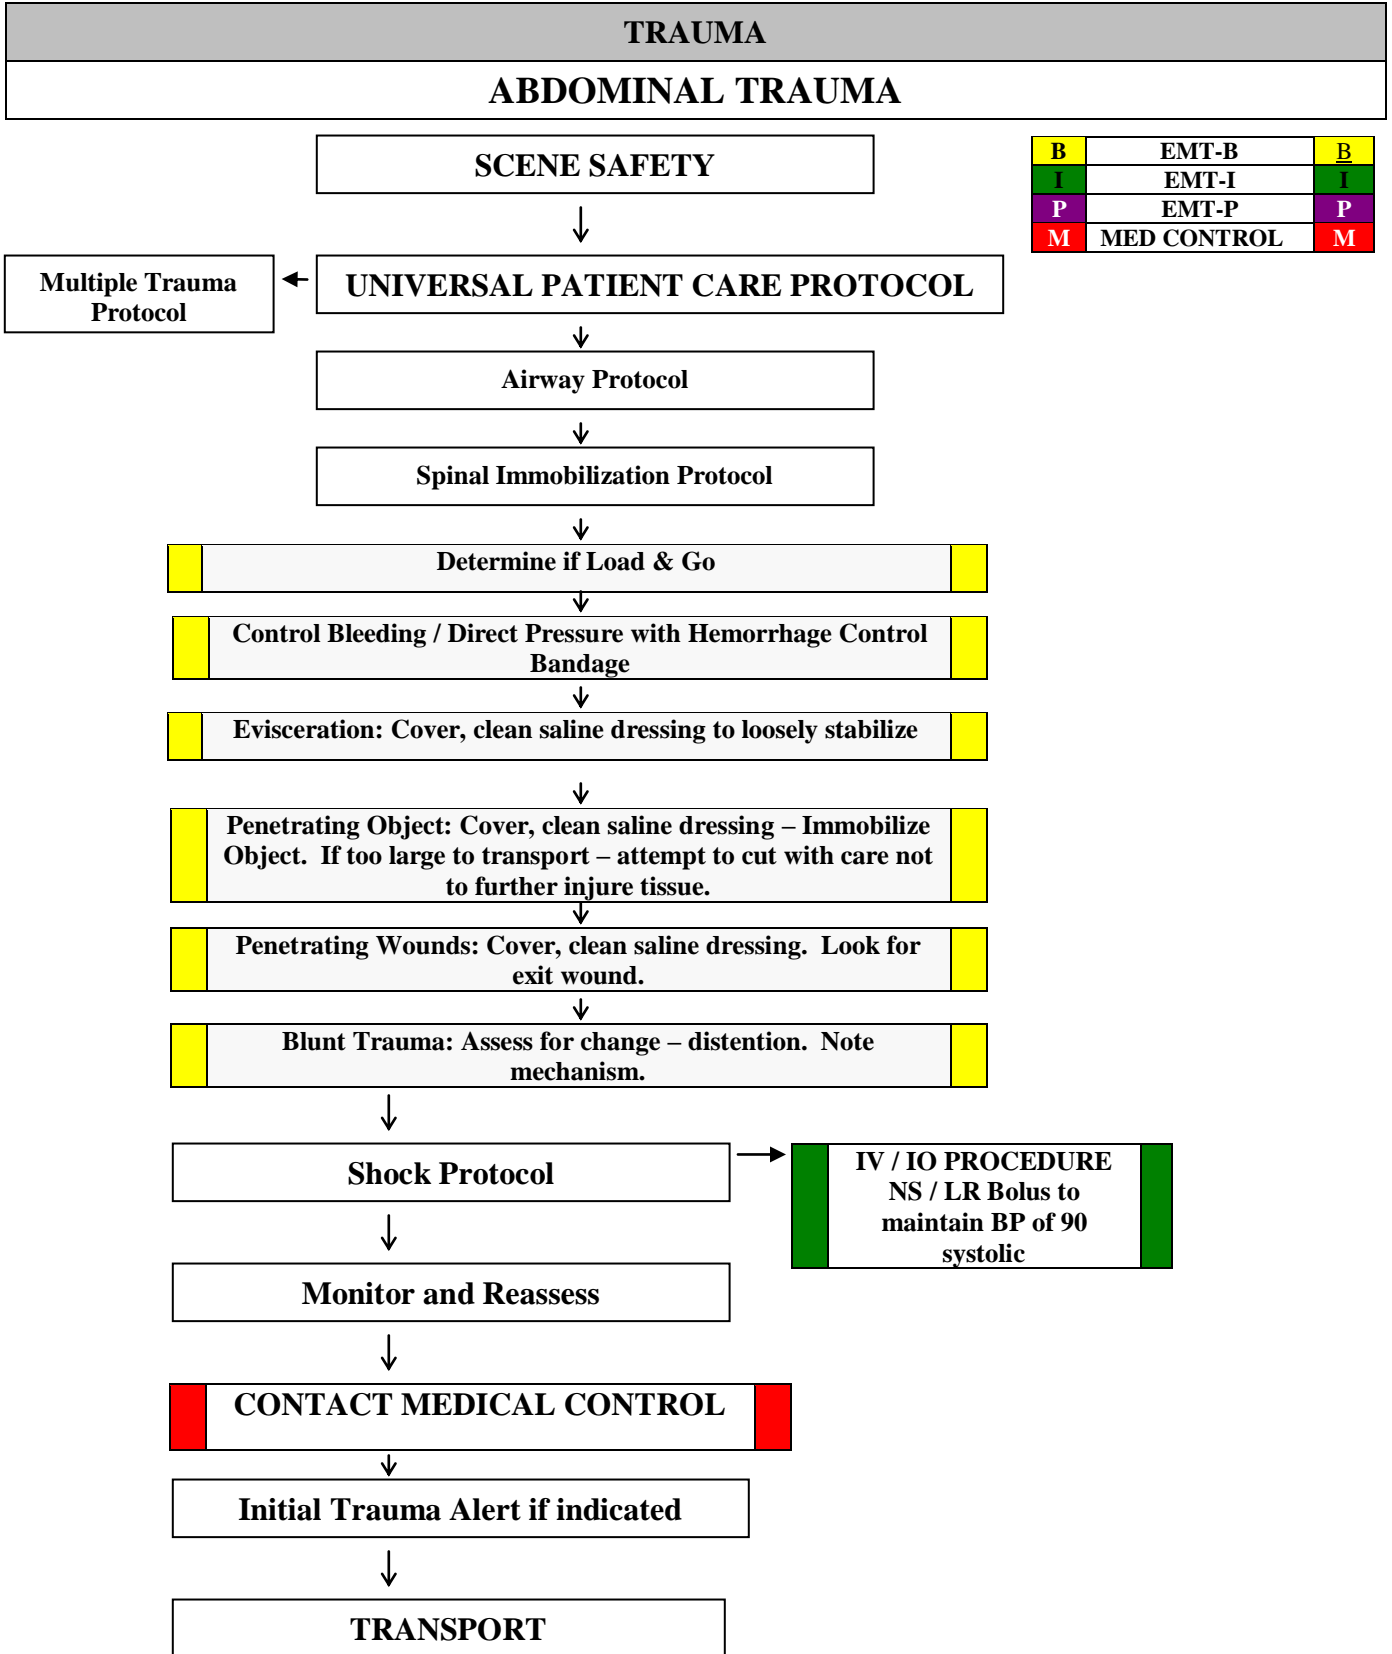 TRAUMA
ABDOMINAL TRAUMA
SCENE SAFETY
B EMT-B B
I EMT-I I
P EMT-P P
M MED CONTROL M
Multiple Trauma
Protocol
UNIVERSAL PATIENT CARE PROTOCOL
Airway Protocol
Spinal Immobilization Protocol
Determine if Load & Go
Control Bleeding / Direct Pressure with Hemorrhage Control
Bandage
Evisceration: Cover, clean saline dressing to loosely stabilize
Penetrating Object: Cover, clean saline dressing – Immobilize
Object. If too large to transport – attempt to cut with care not
to further injure tissue.
Penetrating Wounds: Cover, clean saline dressing. Look for
exit wound.
Blunt Trauma: Assess for change – distention. Note
mechanism.
Shock Protocol
IV / IO PROCEDURE
NS / LR Bolus to
maintain BP of 90
systolic
Monitor and Reassess
CONTACT MEDICAL CONTROL
Initial Trauma Alert if indicated
TRANSPORT